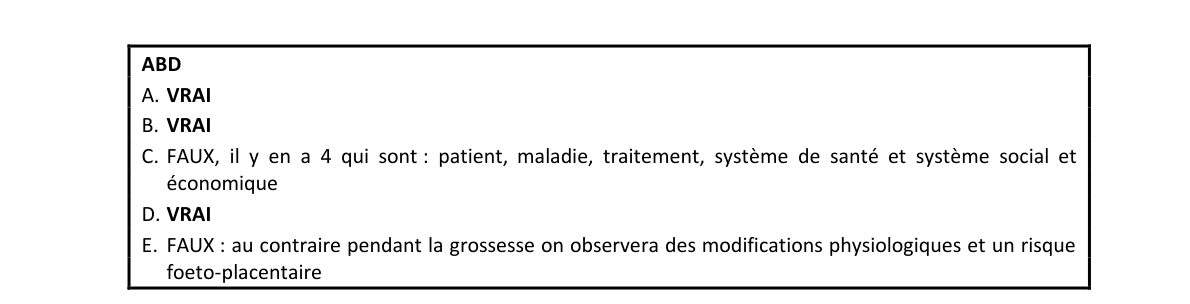 ABD
A. VRAI
B. VRAI
C. FAUX, il y en a 4 qui sont : patient, maladie, traitement, système de santé et système social et
économique
D. VRAI
E. FAUX : au contraire pendant la grossesse on observera des modifications physiologiques et un risque
foeto-placentaire